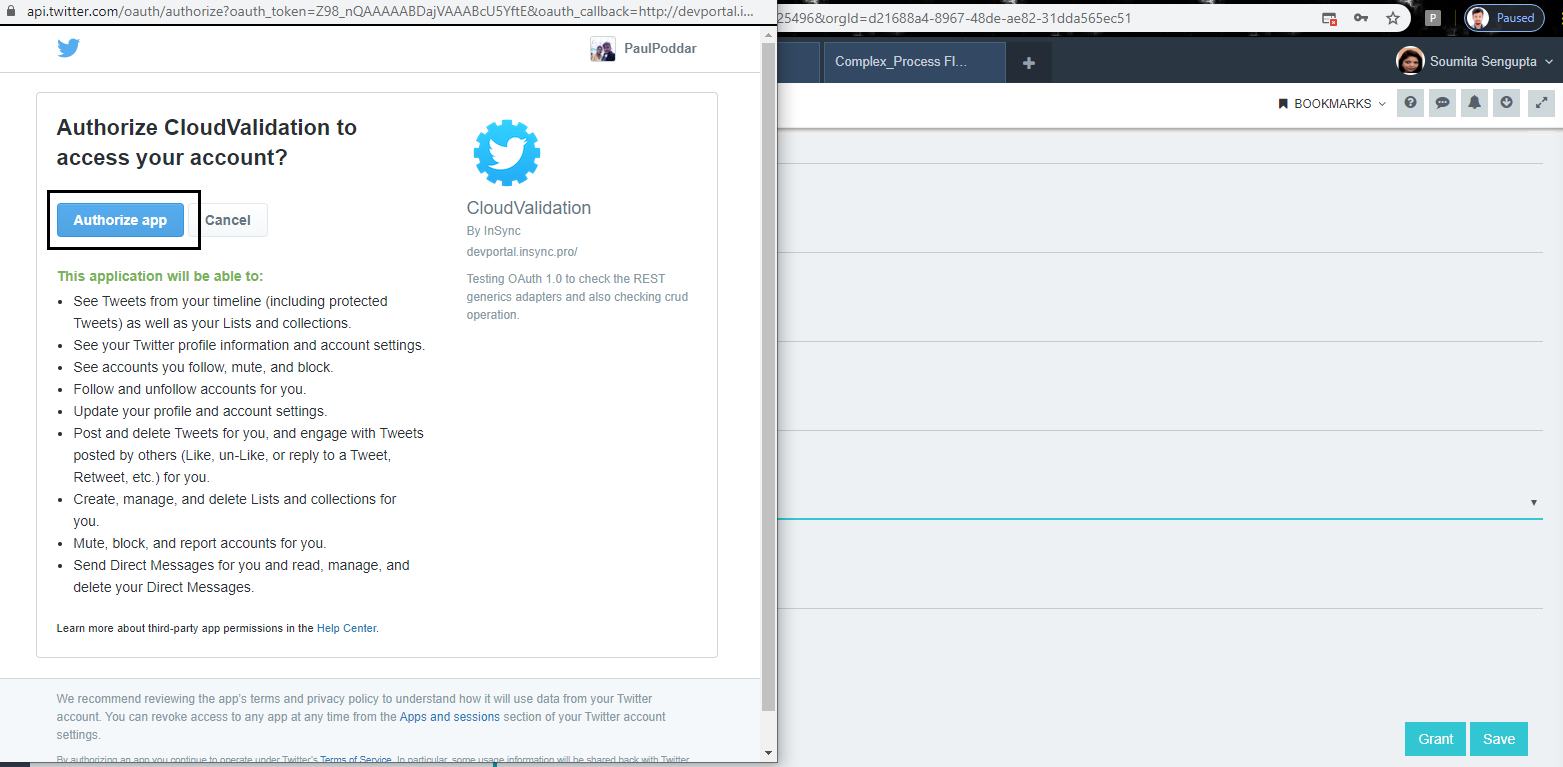 api.twitter.com/oauth/authorize?oauth_token=Z98_nQAAAAABDajVAAABcU5YftE&oauth_callback=http://devportal.i...
PaulPoddar
Authorize CloudValidation to
access your account?
Authorize app
Cancel
This application will be able to:
• See Tweets from your timeline (including protected
Tweets) as well as your Lists and collections.
• See your Twitter profile information and account settings.
• See accounts you follow, mute, and block.
• Follow and unfollow accounts for you.
• Update your profile and account settings.
• Post and delete Tweets for you, and engage with Tweets
posted by others (Like, un-Like, or reply to a Tweet,
Retweet, etc.) for you.
• Create, manage, and delete Lists and collections for
you.
• Mute, block, and report accounts for you.
• Send Direct Messages for you and read, manage, and
delete your Direct Messages.
Learn more about third-party app permissions in the Help Center.
CloudValidation
By InSync
devportal.insync.pro/
Testing OAuth 1.0 to check the REST
generics adapters and also checking crud
operation.
We recommend reviewing the app's terms and privacy policy to understand how it will use data from your Twitter
account. You can revoke access to any app at any time from the Apps and sessions section of your Twitter account
settings.
By authorizing an app you continue to operate under Twitter's Terms of Service. In particular, some usage information will be shared back with Twitter.
25496&orgId=d21688a4-8967-48de-ae82-31dda565ec51
P
Paused
Complex_Process Fl...
Soumita Sengupta
BOOKMARKS
Grant
Save